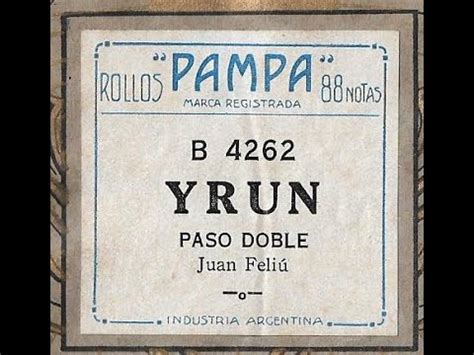 ROLLOS "PAMPA" 88 NOTAS
MARCA REGISTRADA
B 4262
YRUN
PASO DOBLE
Juan Feliú
—o—
INDUSTRIA ARGENTINA